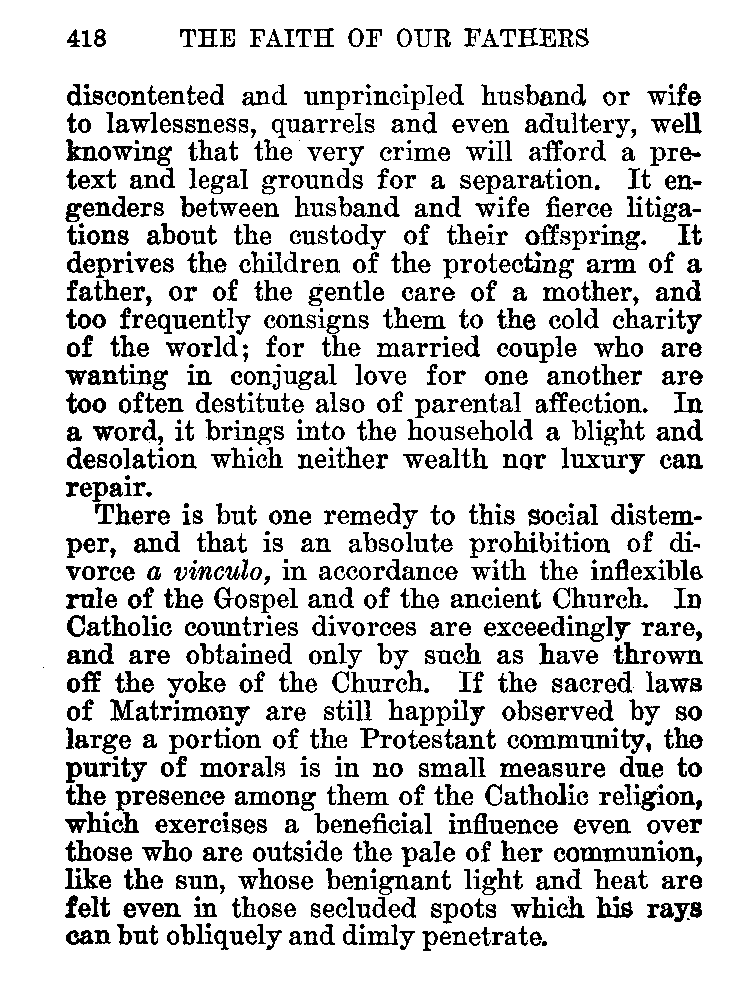 418 THE FAITH OF OUR FATHERS
discontented and unprincipled husband or wife
to lawlessness, quarrels and even adultery, well
knowing that the very crime will afford a pre-
text and legal grounds for a separation. It en-
genders between husband and wife fierce litiga-
tions about the custody of their offspring. It
deprives the children of the protecting arm of a
father, or of the gentle care of a mother, and
too frequently consigns them to the cold charity
of the world; for the married couple who are
wanting in conjugal love for one another are
too often destitute also of parental affection. In
a word, it brings into the household a blight and
desolation which neither wealth nor luxury can
repair.
There is but one remedy to this social distem-
per, and that is an absolute prohibition of di-
vorce a vinculo, in accordance with the inflexible
rule of the Gospel and of the ancient Church. In
Catholic countries divorces are exceedingly rare,
and are obtained only by such as have thrown
off the yoke of the Church. If the sacred laws
of Matrimony are still happily observed by so
large a portion of the Protestant community, the
purity of morals is in no small measure due to
the presence among them of the Catholic religion,
which exercises a beneficial influence even over
those who are outside the pale of her communion,
like the sun, whose benignant light and heat are
felt even in those secluded spots which his rays
can but obliquely and dimly penetrate.